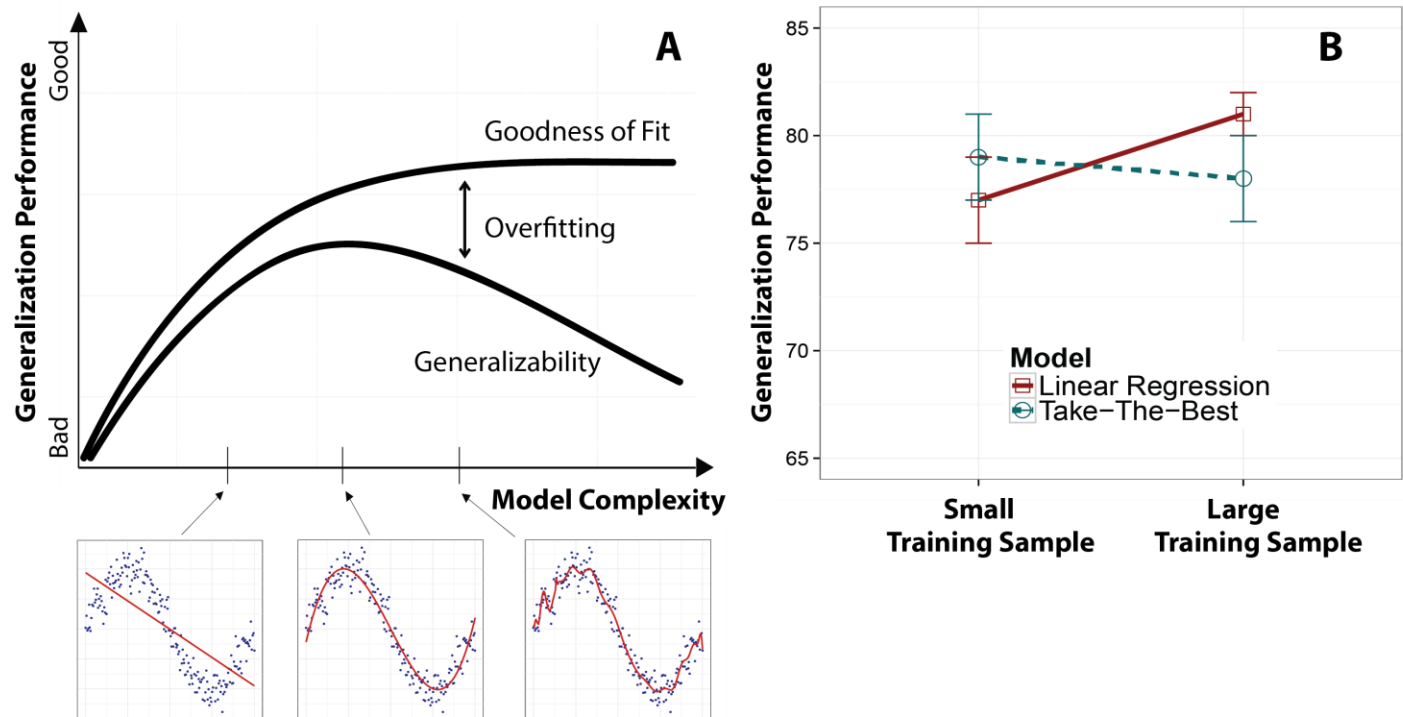 A
Generalization Performance
Good
Bad
Goodness of Fit
Overfitting
Generalizability
Model Complexity
B
Generalization Performance
85
80
75
70
65
Model
Linear Regression
Take-The-Best
Small
Training Sample
Large
Training Sample